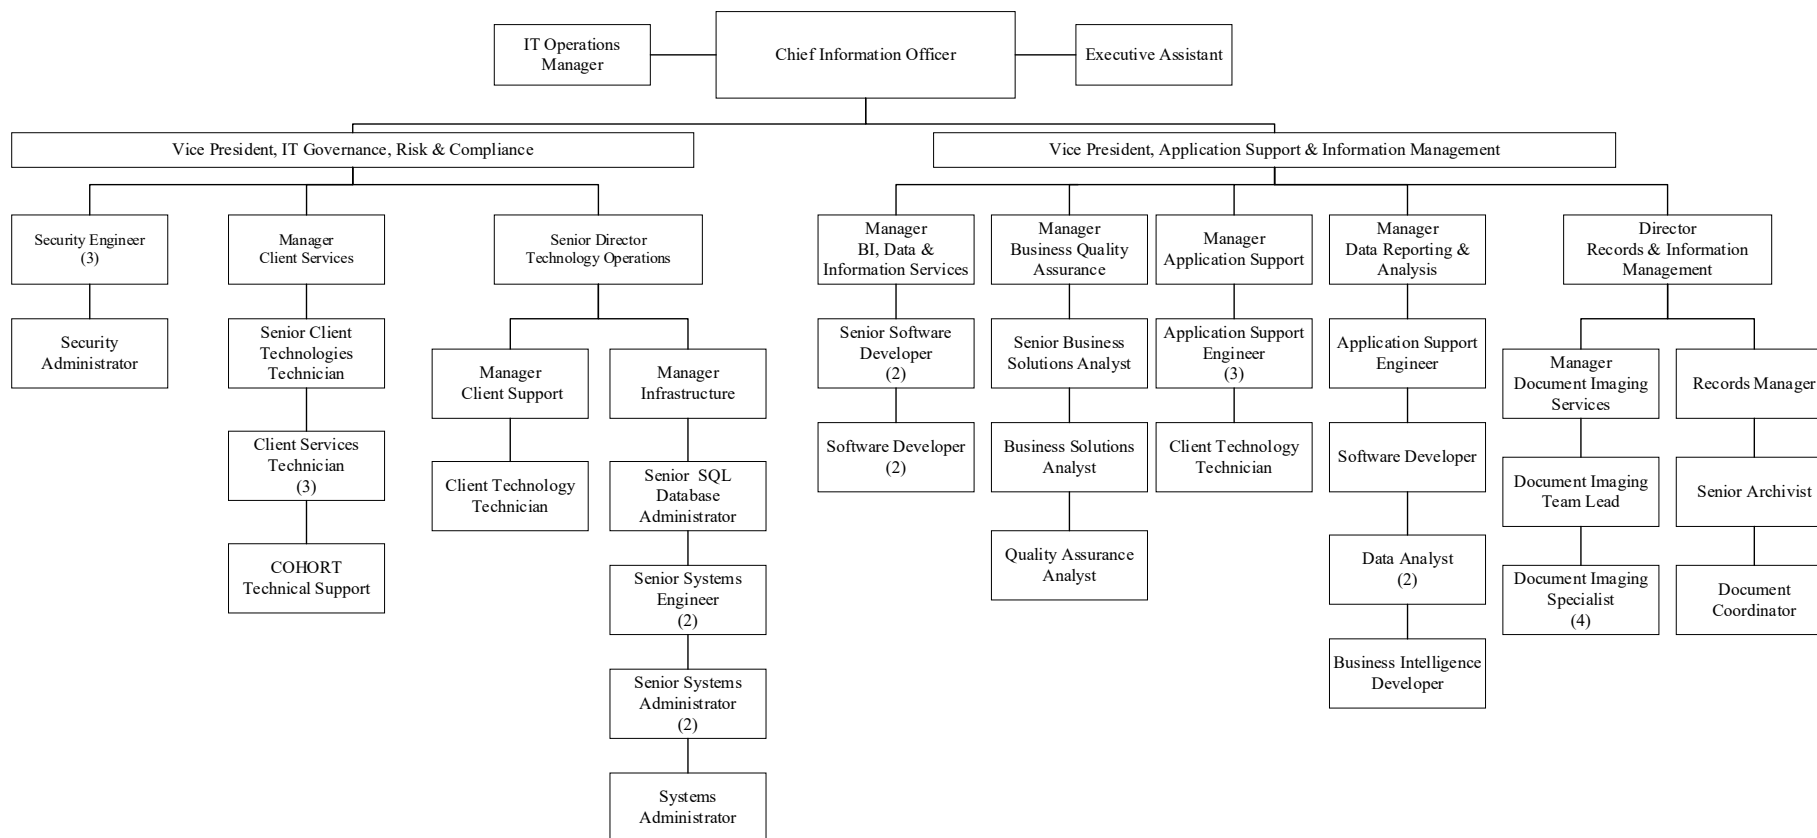 IT Operations
Manager
Chief Information Officer
Executive Assistant
Vice President, IT Governance, Risk & Compliance
Vice President, Application Support & Information Management
Security Engineer
(3)
Manager
Client Services
Senior Director
Technology Operations
Manager
BI, Data &
Information Services
Manager
Business Quality
Assurance
Manager
Application Support
Manager
Data Reporting &
Analysis
Director
Records & Information
Management
Security
Administrator
Senior Client
Technologies
Technician
Manager
Client Support
Manager
Infrastructure
Senior Software
Developer
(2)
Senior Business
Solutions Analyst
Application Support
Engineer
(3)
Application Support
Engineer
Manager
Document Imaging
Services
Records Manager
Client Services
Technician
(3)
Client Technology
Technician
Senior SQL
Database
Administrator
Software Developer
(2)
Business Solutions
Analyst
Client Technology
Technician
Software Developer
Document Imaging
Team Lead
Senior Archivist
COHORT
Technical Support
Senior Systems
Engineer
(2)
Quality Assurance
Analyst
Data Analyst
(2)
Document Imaging
Specialist
(4)
Document
Coordinator
Senior Systems
Administrator
(2)
Business Intelligence
Developer
Systems
Administrator